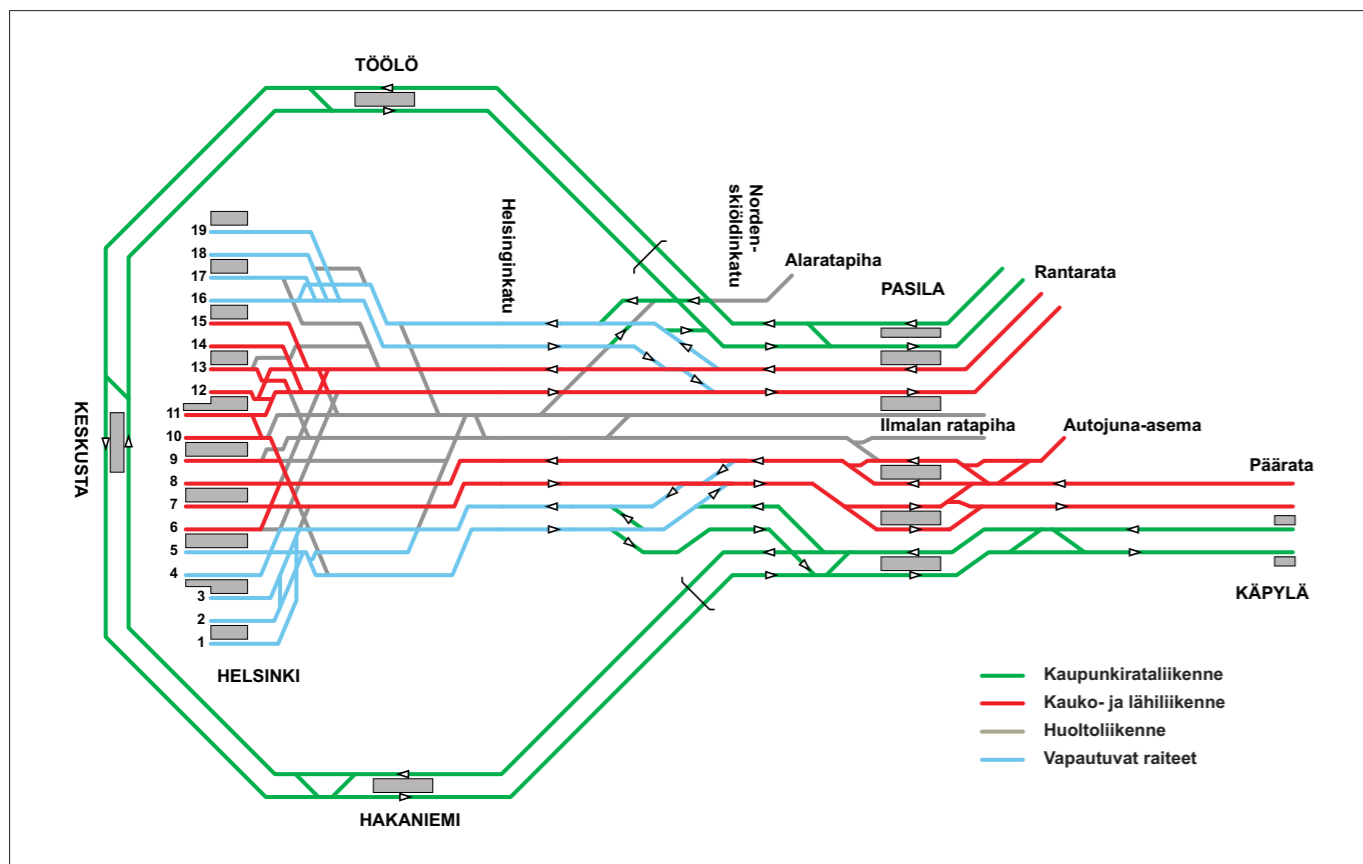 TÖÖLÖ
Norden-
skiöldinkatu
Helsinginkatu
Alaratapiha
PASILA
Rantarata
19
18
17
16
15
14
13
12
11
10
9
8
7
6
5
4
3
2
1
KESKUSTA
Ilmalan ratapiha
Autojuna-asema
Päärata
KÄPYLÄ
HELSINKI
HAKANIEMI
Kaupunkirataliikenne
Kauko- ja lähiliikenne
Huoltoliikenne
Vapautuvat raiteet